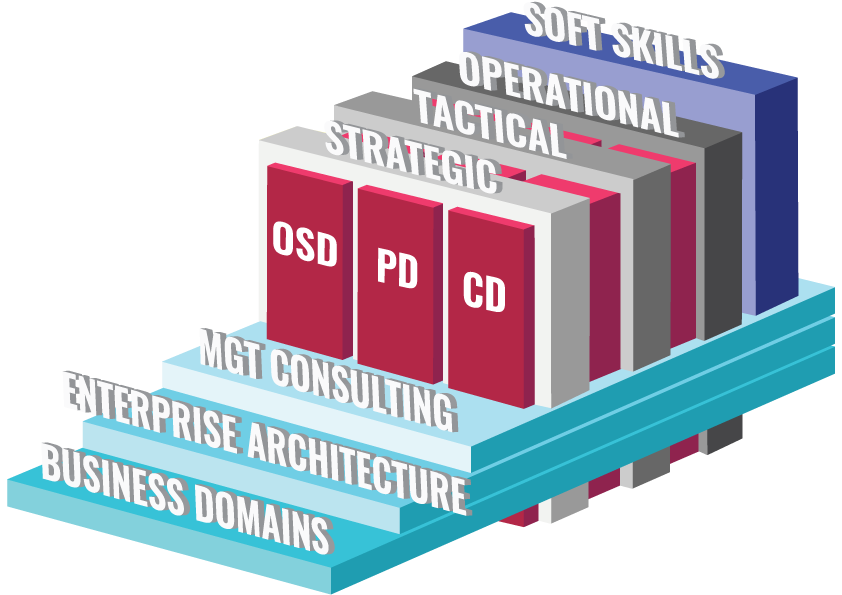 SOFT SKILLS
OPERATIONAL
TACTICAL
STRATEGIC
OSD
PD
CD
MGT CONSULTING
ENTERPRISE ARCHITECTURE
BUSINESS DOMAINS